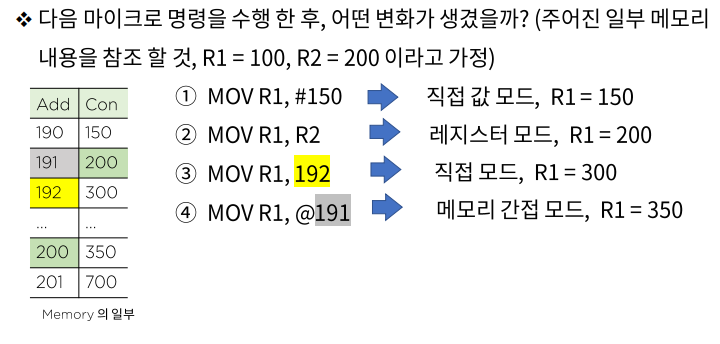 ❖ 다음 마이크로 명령을 수행 한 후, 어떤 변화가 생겼을까? (주어진 일부 메모리
내용을 참조 할 것, R1 = 100, R2 = 200 이라고 가정)
① MOV R1, #150 직접 값 모드, R1 = 150
② MOV R1, R2 레지스터 모드, R1 = 200
③ MOV R1, 192 직접 모드, R1 = 300
④ MOV R1, @191 메모리 간접 모드, R1 = 350
Add Con
190 150
191 200
192 300
... ...
200 350
201 700
Memory 의 일부